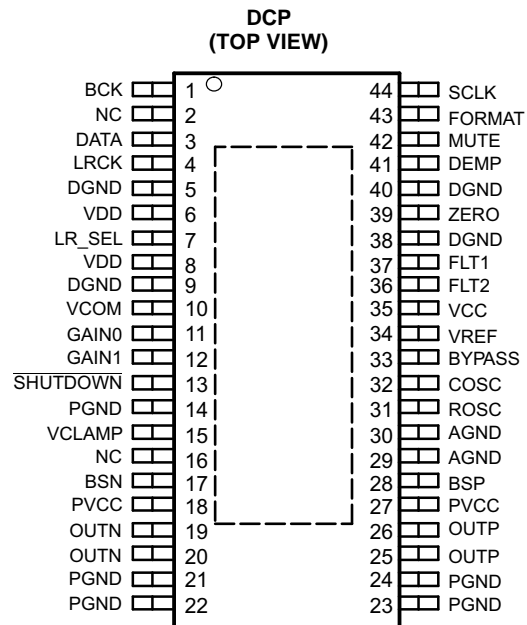 DCP
(TOP VIEW)
BCK 1 44 SCLK
NC 2 43 FORMAT
DATA 3 42 MUTE
LRCK 4 41 DEMP
DGND 5 40 DGND
VDD 6 39 ZERO
LR_SEL 7 38 DGND
VDD 8 37 FLT1
DGND 9 36 FLT2
VCOM 10 35 VCC
GAIN0 11 34 VREF
GAIN1 12 33 BYPASS
SHUTDOWN 13 32 COSC
PGND 14 31 ROSC
VCLAMP 15 30 AGND
NC 16 29 AGND
BSN 17 28 BSP
PVCC 18 27 PVCC
OUTN 19 26 OUTP
OUTN 20 25 OUTP
PGND 21 24 PGND
PGND 22 23 PGND